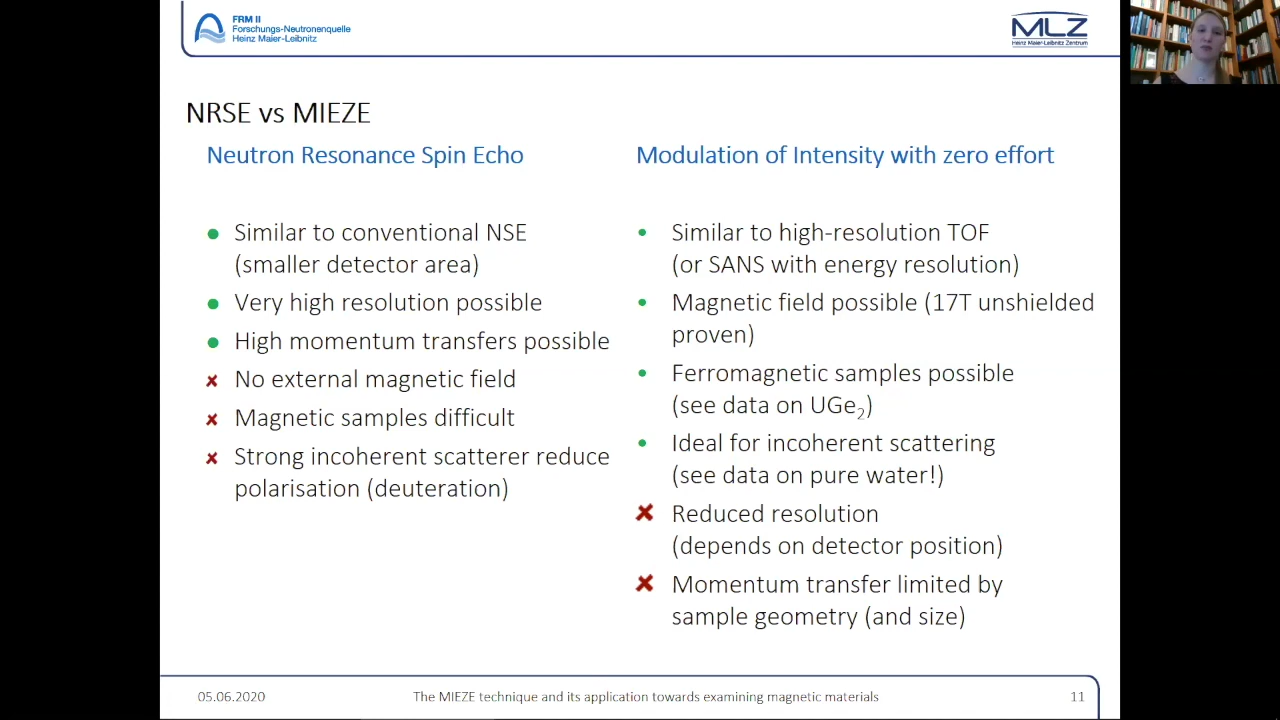 FRM II
Forschungs-Neutronenquelle
Heinz Maier-Leibnitz
MLZ
Heinz Maier-Leibnitz Zentrum
NRSE vs MIEZE
Neutron Resonance Spin Echo
Similar to conventional NSE
(smaller detector area)
Very high resolution possible
High momentum transfers possible
No external magnetic field
Magnetic samples difficult
Strong incoherent scatterer reduce
polarisation (deuteration)
Modulation of Intensity with zero effort
Similar to high-resolution TOF
(or SANS with energy resolution)
Magnetic field possible (17T unshielded
proven)
Ferromagnetic samples possible
(see data on UGe2)
Ideal for incoherent scattering
(see data on pure water!)
Reduced resolution
(depends on detector position)
Momentum transfer limited by
sample geometry (and size)
05.06.2020
The MIEZE technique and its application towards examining magnetic materials
11